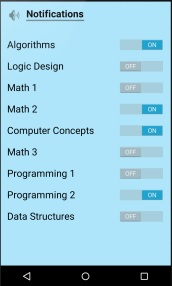 Notifications
Algorithms ON
Logic Design OFF
Math 1 OFF
Math 2 ON
Computer Concepts ON
Math 3 OFF
Programming 1 OFF
Programming 2 ON
Data Structures OFF